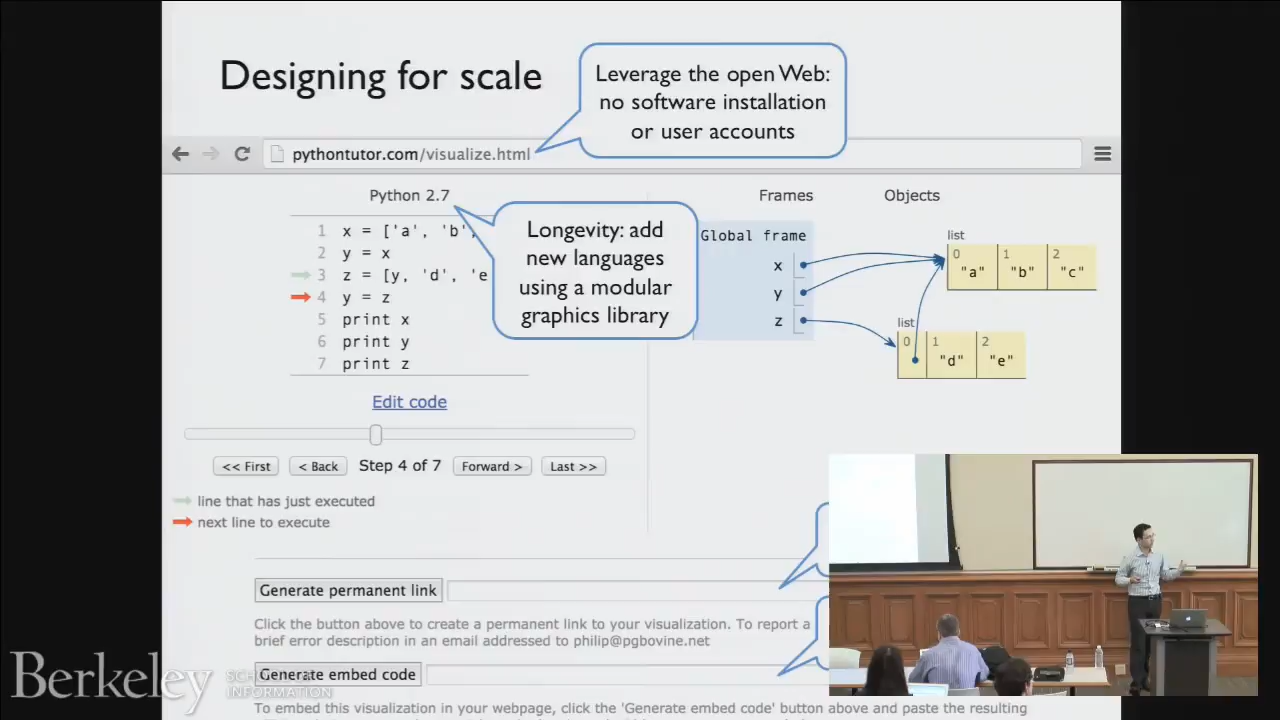 Designing for scale
Leverage the open Web:
no software installation
or user accounts
pythontutor.com/visualize.html
Python 2.7
Longevity: add
new languages
using a modular
graphics library
1 x = ['a', 'b',
2 y = x
3 z = [y, 'd', 'e
4 y = z
5 print x
6 print y
7 print z
Edit code
<< First
< Back
Step 4 of 7
Forward >
Last >>
line that has just executed
next line to execute
Frames
Objects
Global frame
x
y
z
list
0 1 2
"a" "b" "c"
list
0 1 2
"d" "e"
Generate permanent link
Click the button above to create a permanent link to your visualization. To report a
brief error description in an email addressed to philip@pgbovine.net
Generate embed code
To embed this visualization in your webpage, click the 'Generate embed code' button above and paste the resulting
Berkeley
INFORMATION